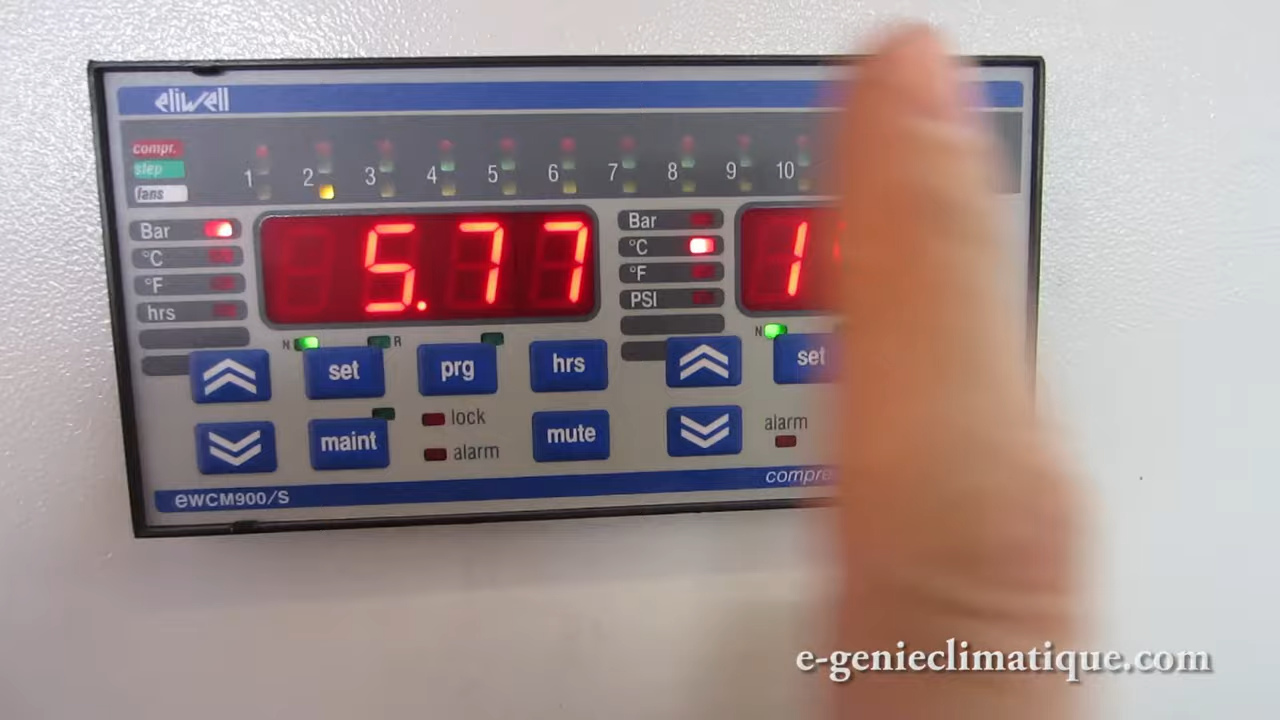 eliwell
compr.
step
fans
1 2 3 4 5 6 7 8 9 10
Bar
°C
°F
hrs
5.77
Bar
°C
°F
PSI
1
N R
set prg hrs
N
set
maint lock
alarm
mute
alarm
eWCM900/S
e-genieclimatique.com